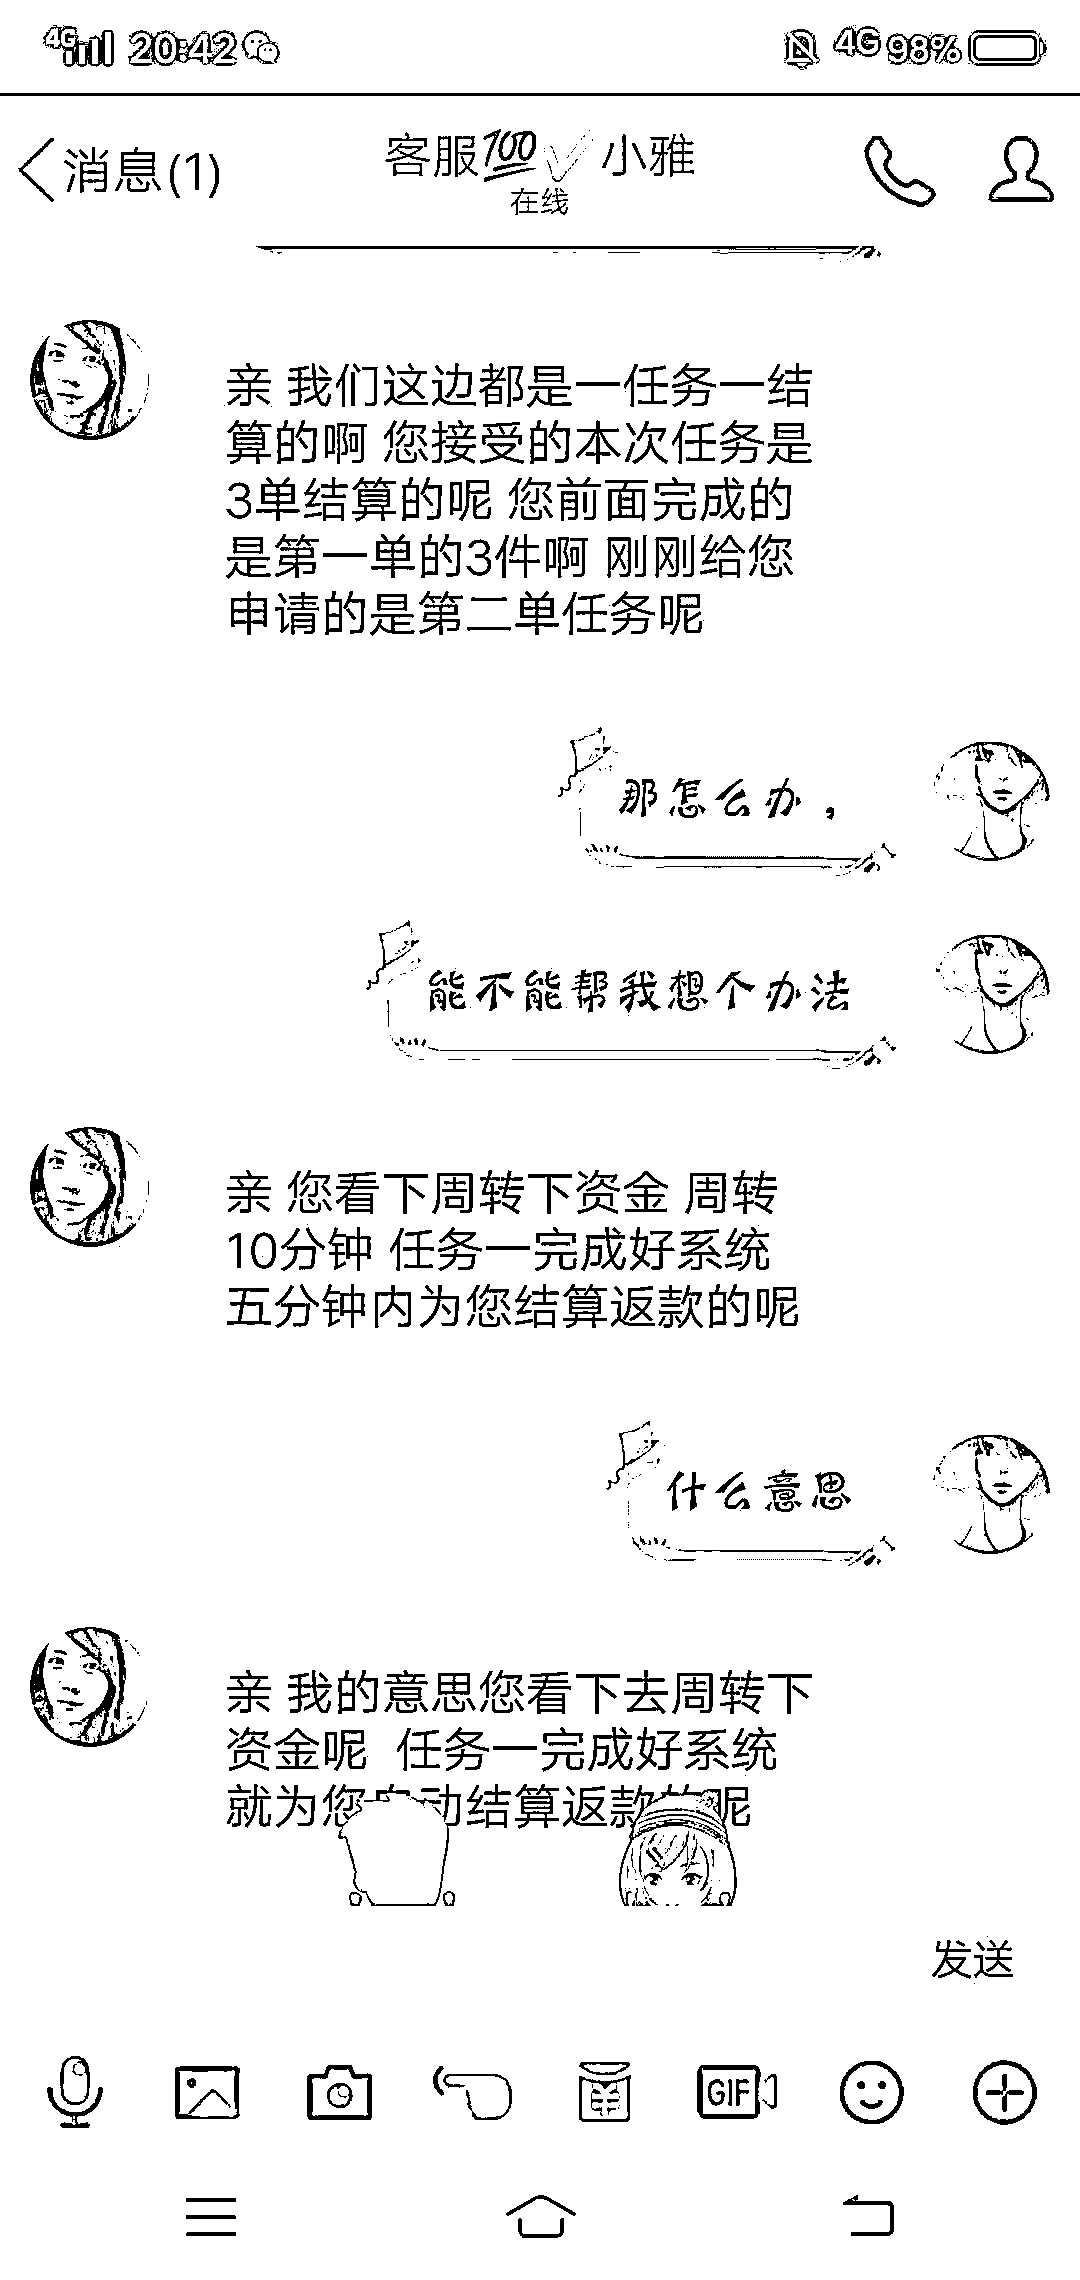 4G 20:42 4G 98%
消息(1)
客服💯✓小雅
在线
亲 我们这边都是一任务一结
算的啊 您接受的本次任务是
3单结算的呢 您前面完成的
是第一单的3件啊 刚刚给您
申请的是第二单任务呢
那怎么办，
能不能帮我想个办法
亲 您看下周转下资金 周转
10分钟 任务一完成好系统
五分钟内为您结算返款的呢
什么意思
亲 我的意思您看下去周转下
资金呢 任务一完成好系统
就为您自动结算返款的呢
发送
GIF